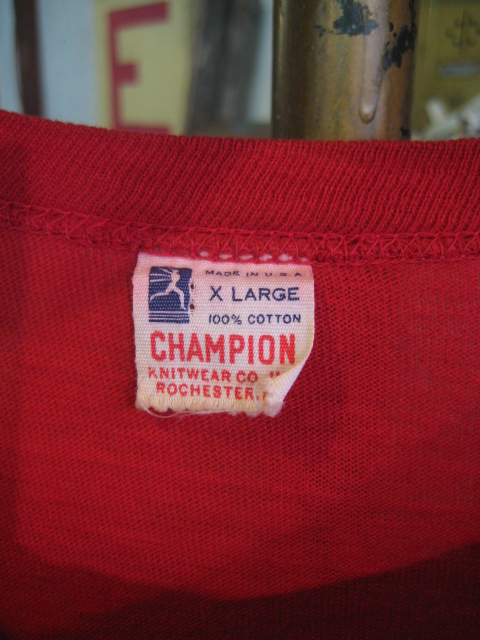 E
MADE IN U.S.A
X LARGE
100% COTTON
CHAMPION
KNITWEAR CO.
ROCHESTER,